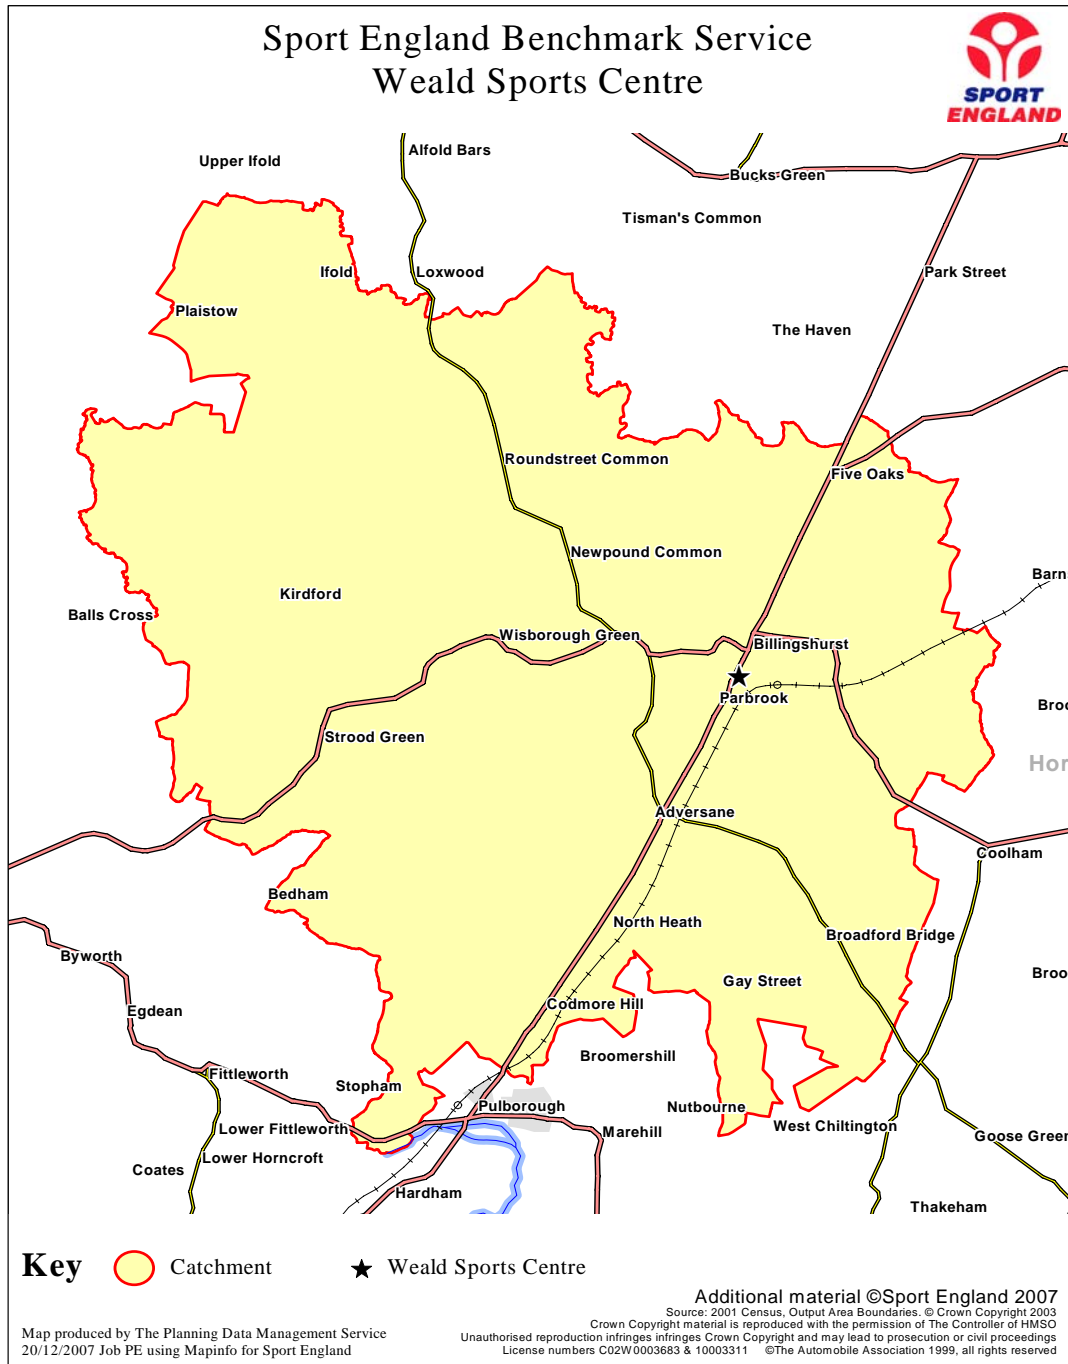 Sport England Benchmark Service
Weald Sports Centre
SPORT
ENGLAND
Alfold Bars
Upper Ifold
Bucks Green
Tisman's Common
Ifold
Loxwood
Park Street
Plaistow
The Haven
Roundstreet Common
Five Oaks
Newpound Common
Barn
Kirdford
Balls Cross
Wisborough Green
Billingshurst
Parbrook
Broo
Strood Green
Hor
Adversane
Coolham
Bedham
North Heath
Broadford Bridge
Byworth
Broo
Gay Street
Egdean
Codmore Hill
Broomershill
Fittleworth
Stopham
Pulborough
Nutbourne
Lower Fittleworth
West Chiltington
Marehill
Goose Green
Lower Horncroft
Coates
Hardham
Thakeham
Key
Catchment
Weald Sports Centre
Additional material ©Sport England 2007
Source: 2001 Census, Output Area Boundaries. © Crown Copyright 2003
Crown Copyright material is reproduced with the permission of The Controller of HMSO
Unauthorised reproduction infringes infringes Crown Copyright and may lead to prosecution or civil proceedings
License numbers C02W0003683 & 10003311 ©The Automobile Association 1999, all rights reserved
Map produced by The Planning Data Management Service
20/12/2007 Job PE using Mapinfo for Sport England